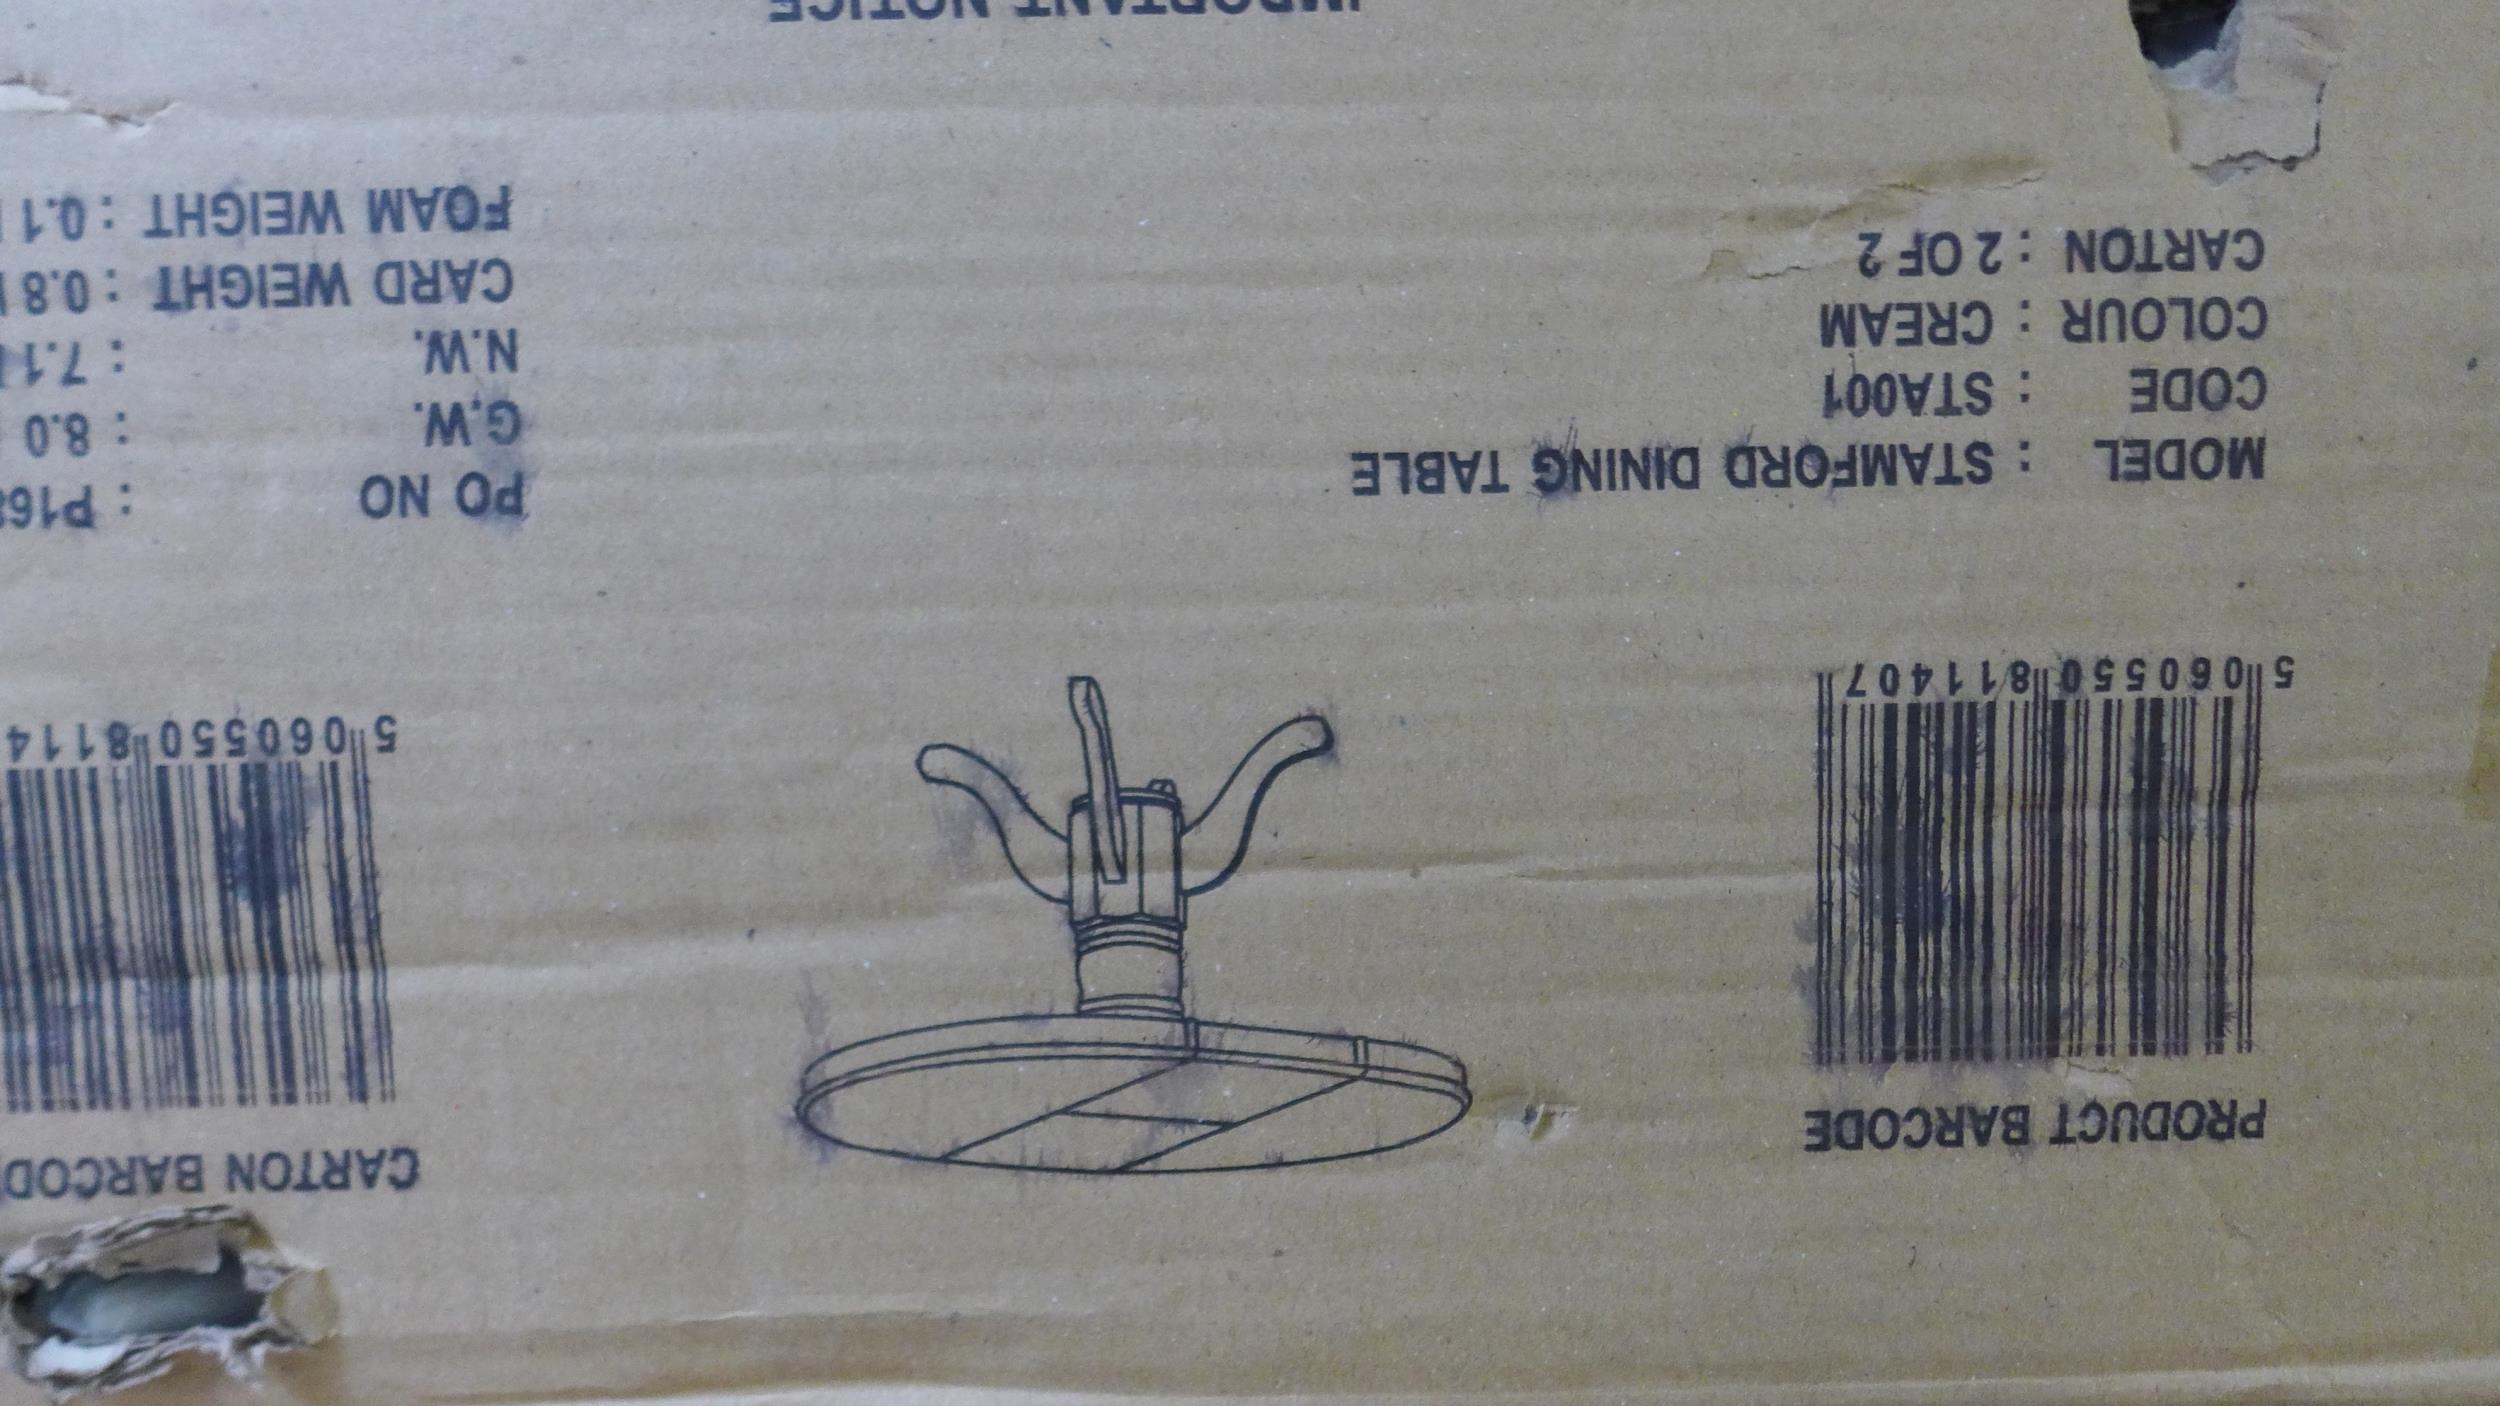 PRODUCT BARCODE
5 060550 811407
MODEL : STAMFORD DINING TABLE
CODE : STA001
COLOUR : CREAM
CARTON : 2 OF 2
CARTON BARCOD
5 060550 8114
PO NO : P16
G.W. : 8.0
N.W. : 7.1
CARD WEIGHT : 0.8
FOAM WEIGHT : 0.1
IMPORTANT NOTICE